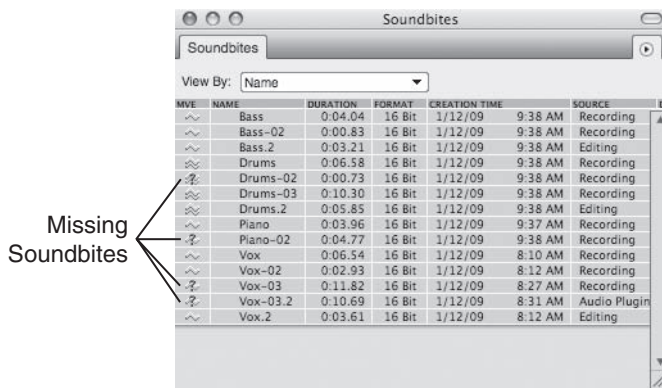 Soundbites
Soundbites
View By: Name
MVE NAME DURATION FORMAT CREATION TIME SOURCE
Bass 0:04.04 16 Bit 1/12/09 9:38 AM Recording
Bass-02 0:00.83 16 Bit 1/12/09 9:38 AM Recording
Bass.2 0:03.21 16 Bit 1/12/09 9:38 AM Editing
Drums 0:06.58 16 Bit 1/12/09 9:38 AM Recording
? Drums-02 0:00.73 16 Bit 1/12/09 9:38 AM Recording
Drums-03 0:10.30 16 Bit 1/12/09 9:38 AM Recording
Drums.2 0:05.85 16 Bit 1/12/09 9:38 AM Editing
Piano 0:03.96 16 Bit 1/12/09 9:37 AM Recording
? Piano-02 0:04.77 16 Bit 1/12/09 9:38 AM Recording
Vox 0:06.54 16 Bit 1/12/09 8:10 AM Recording
Vox-02 0:02.93 16 Bit 1/12/09 8:12 AM Recording
? Vox-03 0:11.82 16 Bit 1/12/09 8:27 AM Recording
? Vox-03.2 0:10.69 16 Bit 1/12/09 8:31 AM Audio Plugin
Vox.2 0:03.61 16 Bit 1/12/09 8:12 AM Editing
Missing
Soundbites